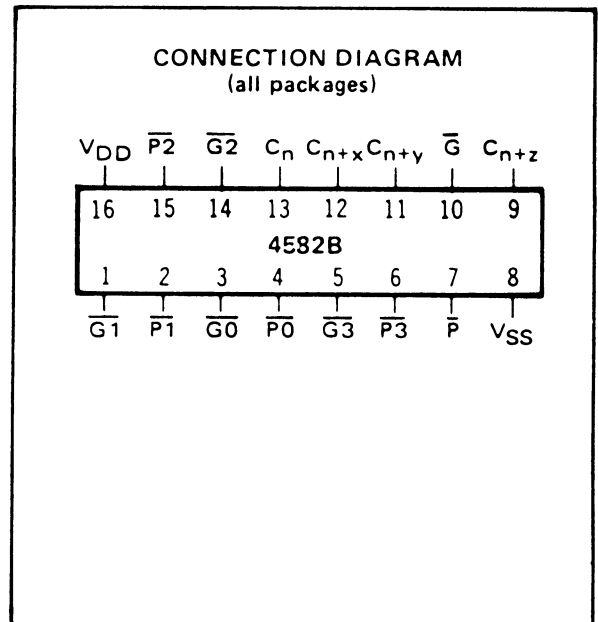 CONNECTION DIAGRAM
(all packages)
VDD P2 G2 Cn Cn+x Cn+y G Cn+z
16 15 14 13 12 11 10 9
4582B
1 2 3 4 5 6 7 8
G1 P1 G0 P0 G3 P3 P VSS